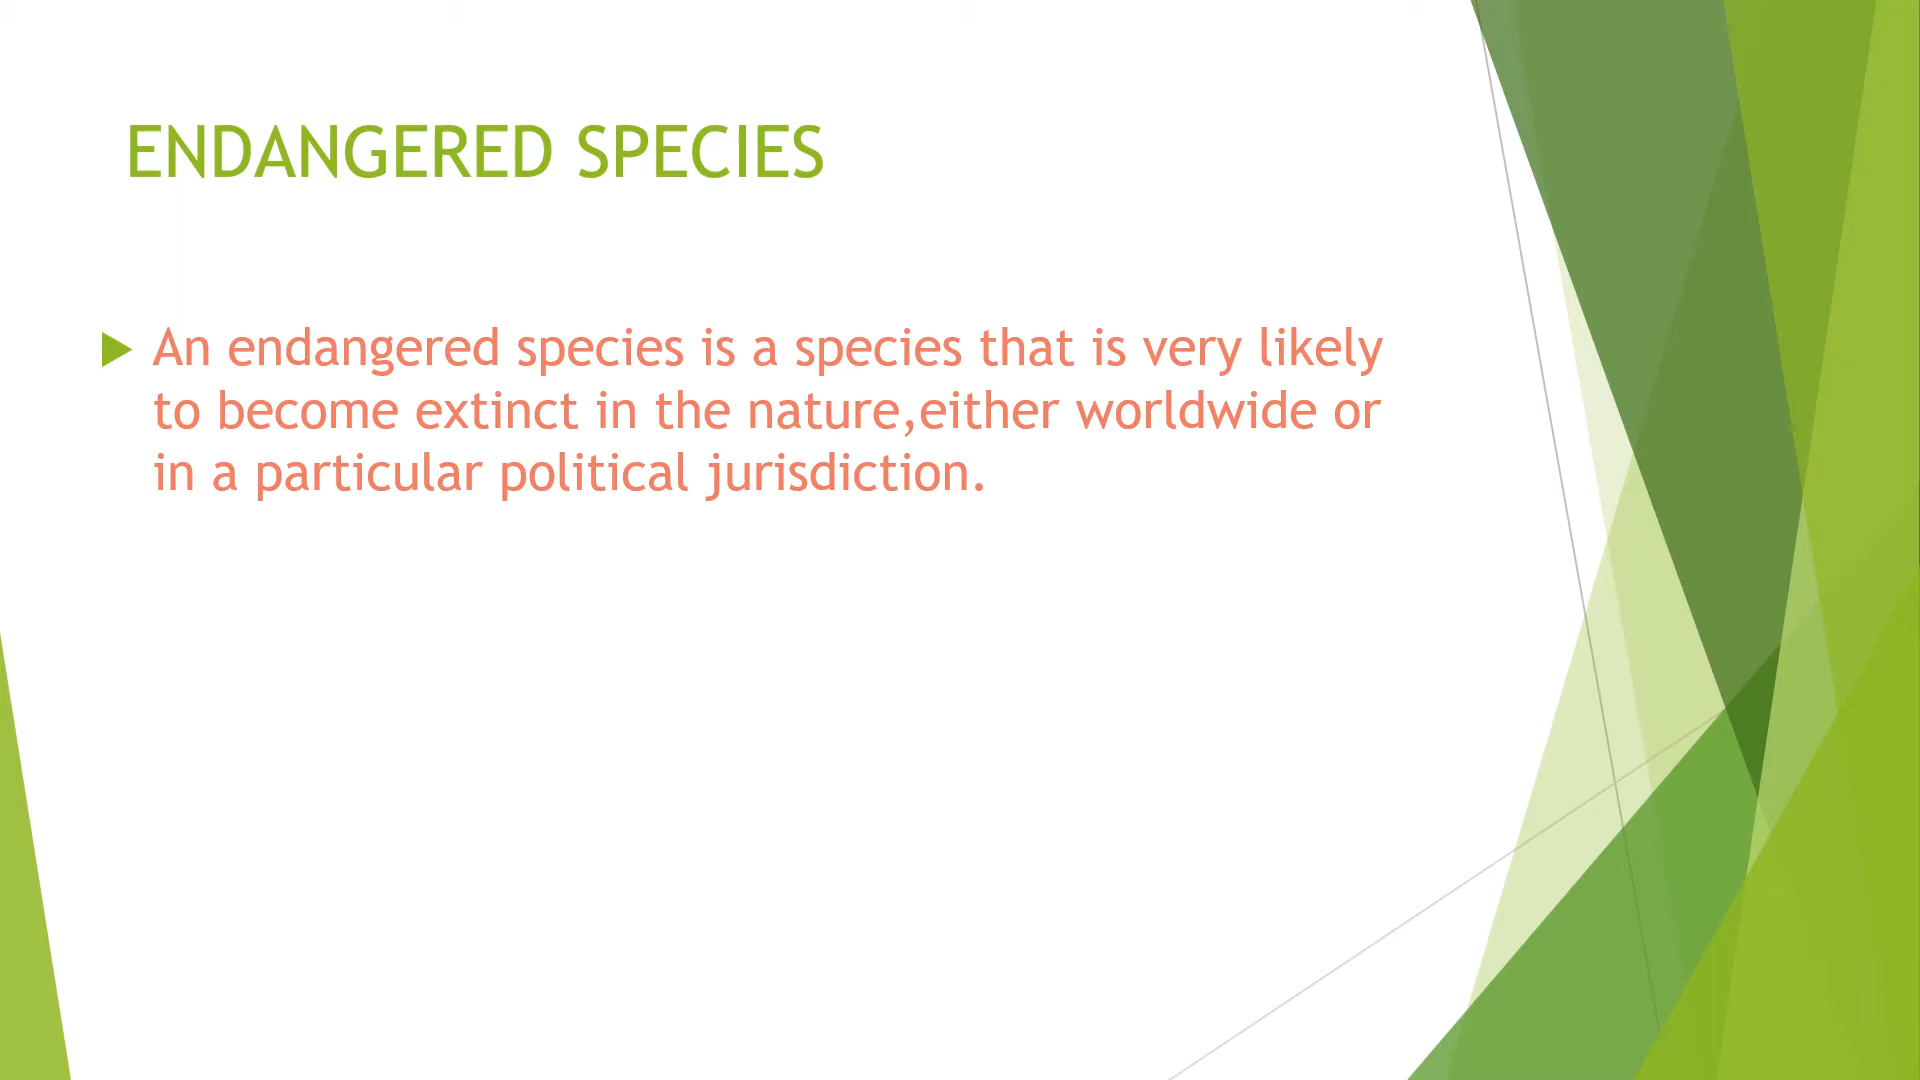 ENDANGERED SPECIES
An endangered species is a species that is very likely
to become extinct in the nature,either worldwide or
in a particular political jurisdiction.